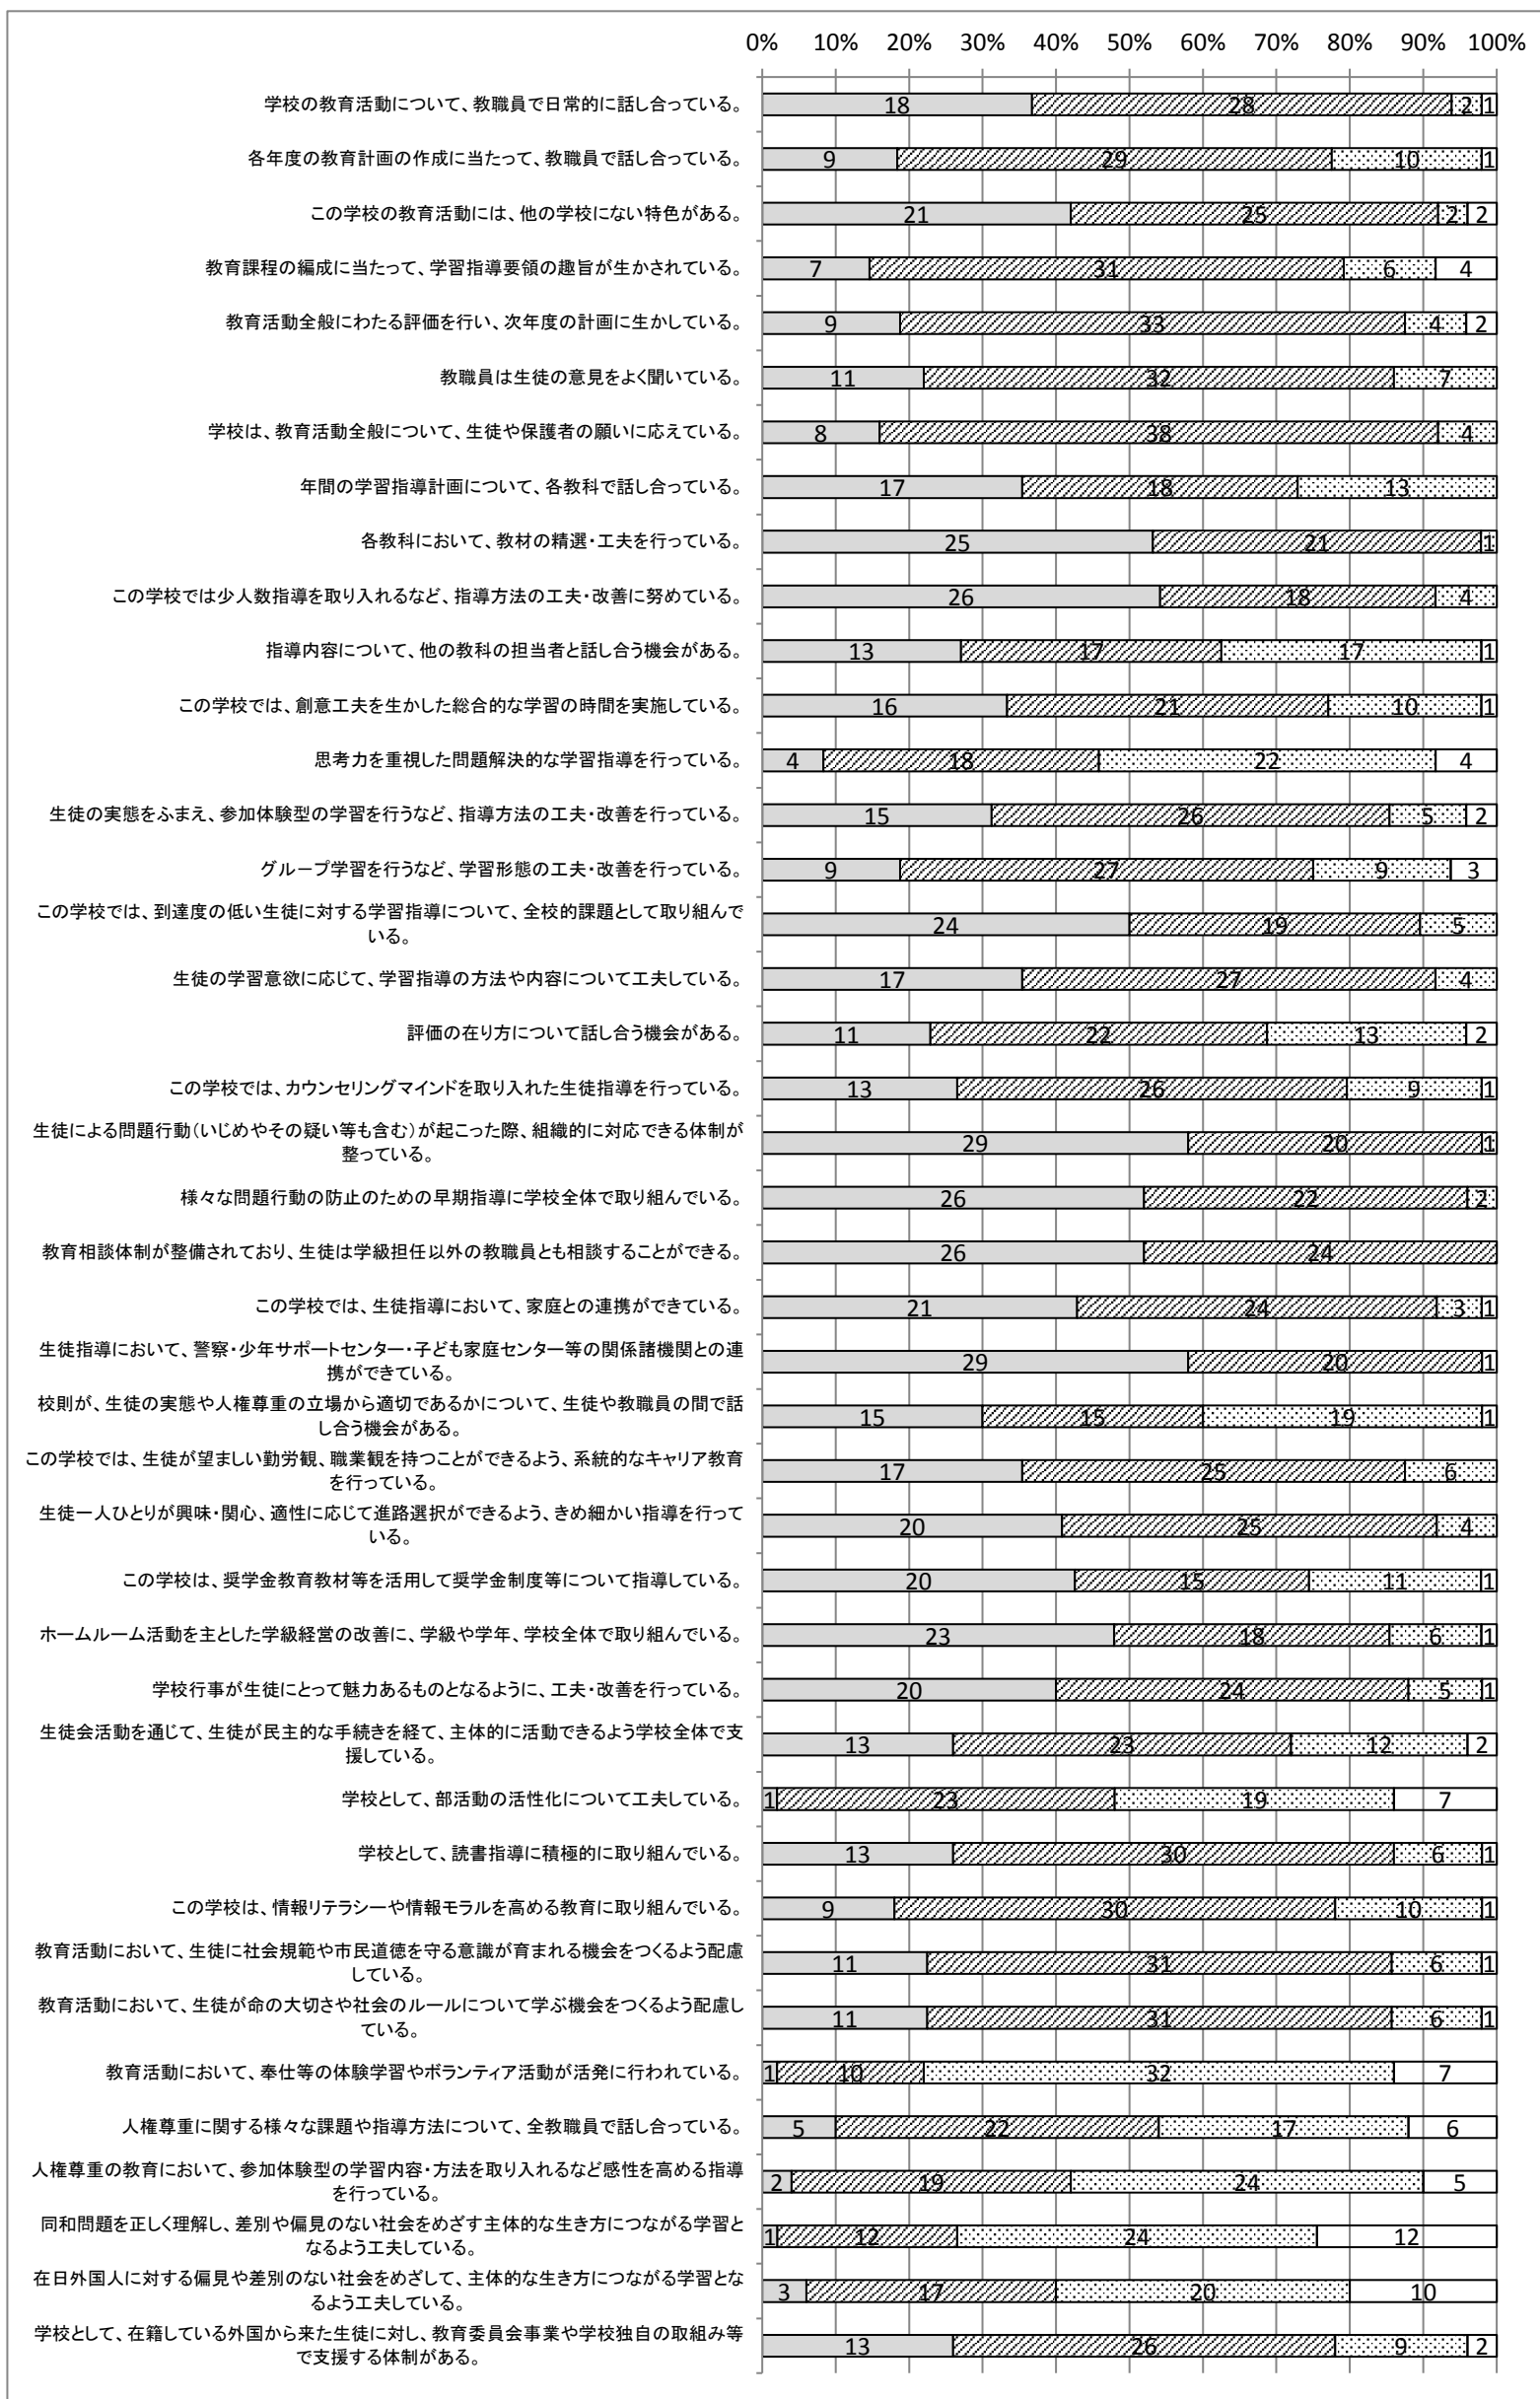 0% 10% 20% 30% 40% 50% 60% 70% 80% 90% 100%
学校の教育活動について、教職員で日常的に話し合っている。 18 28 2 1
各年度の教育計画の作成に当たって、教職員で話し合っている。 9 29 10 1
この学校の教育活動には、他の学校にない特色がある。 21 25 2 2
教育課程の編成に当たって、学習指導要領の趣旨が生かされている。 7 31 6 4
教育活動全般にわたる評価を行い、次年度の計画に生かしている。 9 33 4 2
教職員は生徒の意見をよく聞いている。 11 32 7
学校は、教育活動全般について、生徒や保護者の願いに応えている。 8 38 4
年間の学習指導計画について、各教科で話し合っている。 17 18 13
各教科において、教材の精選・工夫を行っている。 25 21 1
この学校では少人数指導を取り入れるなど、指導方法の工夫・改善に努めている。 26 18 4
指導内容について、他の教科の担当者と話し合う機会がある。 13 17 17 1
この学校では、創意工夫を生かした総合的な学習の時間を実施している。 16 21 10 1
思考力を重視した問題解決的な学習指導を行っている。 4 18 22 4
生徒の実態をふまえ、参加体験型の学習を行うなど、指導方法の工夫・改善を行っている。 15 26 5 2
グループ学習を行うなど、学習形態の工夫・改善を行っている。 9 27 9 3
この学校では、到達度の低い生徒に対する学習指導について、全校的課題として取り組んで
いる。 24 19 5
生徒の学習意欲に応じて、学習指導の方法や内容について工夫している。 17 27 4
評価の在り方について話し合う機会がある。 11 22 13 2
この学校では、カウンセリングマインドを取り入れた生徒指導を行っている。 13 26 9 1
生徒による問題行動（いじめやその疑い等も含む）が起こった際、組織的に対応できる体制が
整っている。 29 20 1
様々な問題行動の防止のための早期指導に学校全体で取り組んでいる。 26 22 2
教育相談体制が整備されており、生徒は学級担任以外の教職員とも相談することができる。 26 24
この学校では、生徒指導において、家庭との連携ができている。 21 24 3 1
生徒指導において、警察・少年サポートセンター・子ども家庭センター等の関係諸機関との連
携ができている。 29 20 1
校則が、生徒の実態や人権尊重の立場から適切であるかについて、生徒や教職員の間で話
し合う機会がある。 15 15 19 1
この学校では、生徒が望ましい勤労観、職業観を持つことができるよう、系統的なキャリア教育
を行っている。 17 25 6
生徒一人ひとりが興味・関心、適性に応じて進路選択ができるよう、きめ細かい指導を行って
いる。 20 25 4
この学校は、奨学金教育教材等を活用して奨学金制度等について指導している。 20 15 11 1
ホームルーム活動を主とした学級経営の改善に、学級や学年、学校全体で取り組んでいる。 23 18 6 1
学校行事が生徒にとって魅力あるものとなるように、工夫・改善を行っている。 20 24 5 1
生徒会活動を通じて、生徒が民主的な手続きを経て、主体的に活動できるよう学校全体で支
援している。 13 23 12 2
学校として、部活動の活性化について工夫している。 1 23 19 7
学校として、読書指導に積極的に取り組んでいる。 13 30 6 1
この学校は、情報リテラシーや情報モラルを高める教育に取り組んでいる。 9 30 10 1
教育活動において、生徒に社会規範や市民道徳を守る意識が育まれる機会をつくるよう配慮
している。 11 31 6 1
教育活動において、生徒が命の大切さや社会のルールについて学ぶ機会をつくるよう配慮し
ている。 11 31 6 1
教育活動において、奉仕等の体験学習やボランティア活動が活発に行われている。 1 10 32 7
人権尊重に関する様々な課題や指導方法について、全教職員で話し合っている。 5 22 17 6
人権尊重の教育において、参加体験型の学習内容・方法を取り入れるなど感性を高める指導
を行っている。 2 19 24 5
同和問題を正しく理解し、差別や偏見のない社会をめざす主体的な生き方につながる学習と
なるよう工夫している。 1 12 24 12
在日外国人に対する偏見や差別のない社会をめざして、主体的な生き方につながる学習とな
るよう工夫している。 3 17 20 10
学校として、在籍している外国から来た生徒に対し、教育委員会事業や学校独自の取組み等
で支援する体制がある。 13 26 9 2